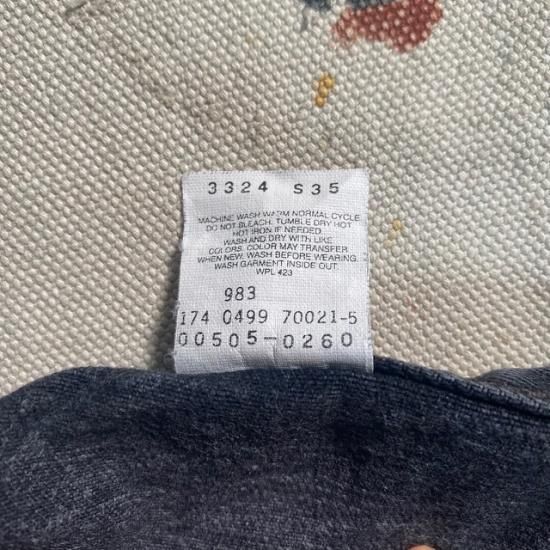 3324 S35
MACHINE WASH WARM NORMAL CYCLE
DO NOT BLEACH. TUMBLE DRY HOT
HOT IRON IF NEEDED.
WASH AND DRY WITH LIKE
COLORS. COLOR MAY TRANSFER
WHEN NEW. WASH BEFORE WEARING.
WASH GARMENT INSIDE OUT.
WPL 423
983
174 0499 70021-5
00505-0260